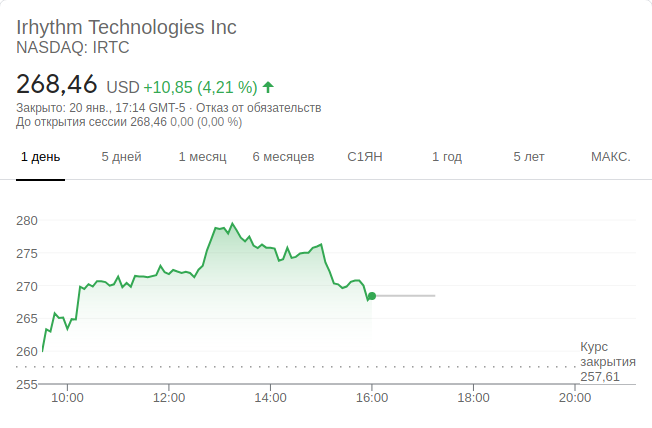 Irhythm Technologies Inc
NASDAQ: IRTC
268,46 USD +10,85 (4,21 %)
Закрыто: 20 янв., 17:14 GMT-5 · Отказ от обязательств
До открытия сессии 268,46 0,00 (0,00 %)
1 день 5 дней 1 месяц 6 месяцев С1ЯН 1 год 5 лет МАКС.
280
275
270
265
260
Курс
закрытия
257,61
255
10:00 12:00 14:00 16:00 18:00 20:00